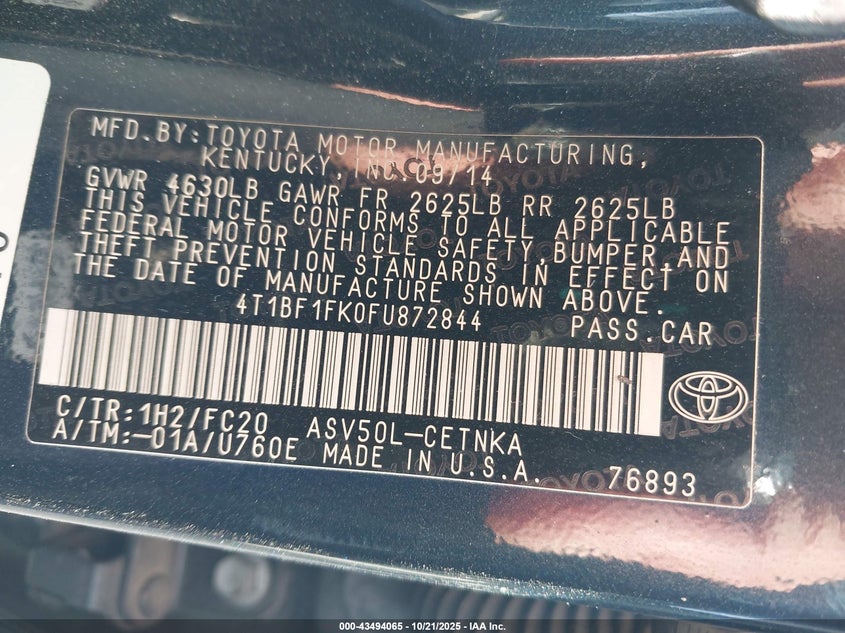 MFD.BY:TOYOTA MOTOR MANUFACTURING,
KENTUCKY, INC. 09/14
GVWR 4630LB GAWR FR 2625LB RR 2625LB
THIS VEHICLE CONFORMS TO ALL APPLICABLE
FEDERAL MOTOR VEHICLE SAFETY,BUMPER,AND
THEFT PREVENTION STANDARDS IN EFFECT ON
THE DATE OF MANUFACTURE SHOWN ABOVE.
4T1BF1FK0FU872844 PASS.CAR
C/TR:1H2/FC20 ASV50L-CETNKA
A/TM:-01A/U760E MADE IN U.S.A. 76893
000-43494065 | 10/21/2025 - IAA Inc.